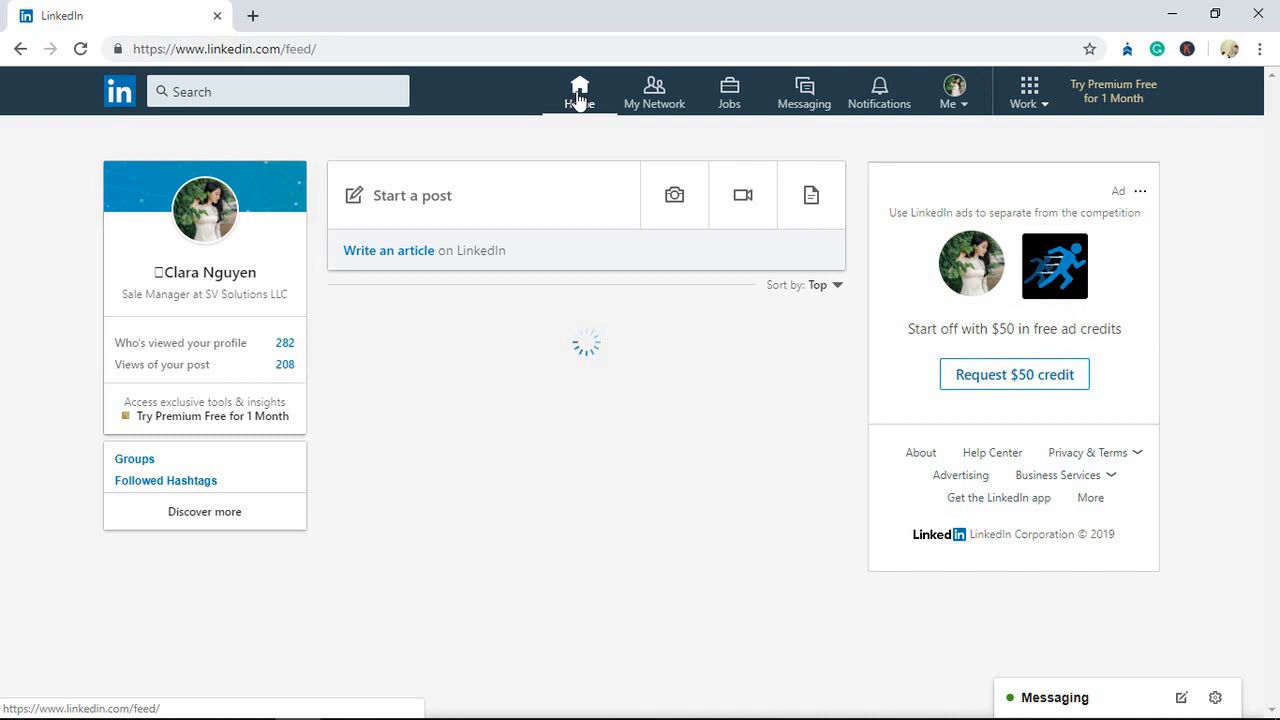 LinkedIn
https://www.linkedin.com/feed/
in
Search
Home
My Network
Jobs
Messaging
Notifications
Me
Work
Try Premium Free
for 1 Month
Clara Nguyen
Sale Manager at SV Solutions LLC
Who's viewed your profile 282
Views of your post 208
Access exclusive tools & insights
Try Premium Free for 1 Month
Groups
Followed Hashtags
Discover more
Start a post
Write an article on LinkedIn
Sort by: Top
Ad
Use LinkedIn ads to separate from the competition
Start off with $50 in free ad credits
Request $50 credit
About Help Center Privacy & Terms
Advertising Business Services
Get the LinkedIn app More
LinkedIn LinkedIn Corporation © 2019
Messaging
https://www.linkedin.com/feed/